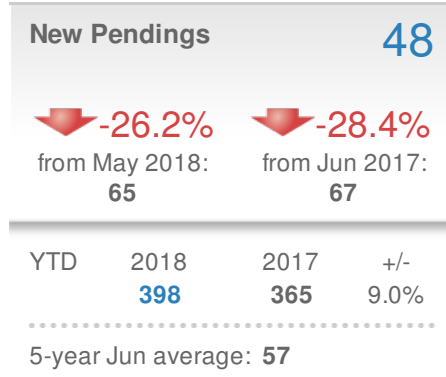 New Pendings 48
-26.2% -28.4%
from May 2018: from Jun 2017:
65 67
YTD 2018 2017 +/-
398 365 9.0%
5-year Jun average: 57